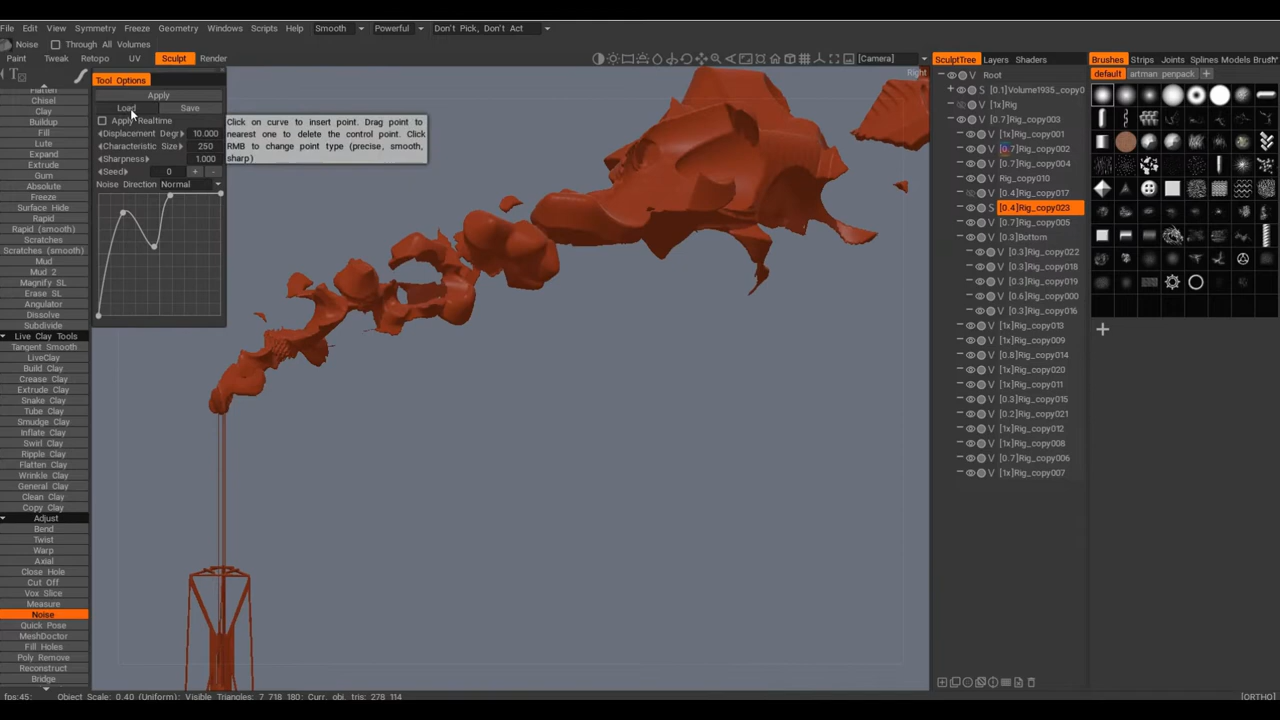 File Edit View Symmetry Freeze Geometry Windows Scripts Help Smooth Powerful Don't Pick, Don't Act
Noise Through All Volumes
Paint Tweak Retopo UV Sculpt Render [Camera]
Right
Tool Options
Apply
Load Save
Apply Realtime
Displacement Degr 10.000
Characteristic Size 250
Sharpness 1.000
Seed 0 + -
Noise Direction Normal
Click on curve to insert point. Drag point to
nearest one to delete the control point. Click
RMB to change point type (precise, smooth,
sharp)
Flatten
Chisel
Clay
Buildup
Fill
Lute
Expand
Extrude
Gum
Absolute
Freeze
Surface Hide
Rapid
Rapid (smooth)
Scratches
Scratches (smooth)
Mud
Mud 2
Magnify SL
Erase SL
Angulator
Dissolve
Subdivide
Live Clay Tools
Tangent Smooth
LiveClay
Build Clay
Crease Clay
Extrude Clay
Snake Clay
Tube Clay
Smudge Clay
Inflate Clay
Swirl Clay
Ripple Clay
Flatten Clay
Wrinkle Clay
General Clay
Clean Clay
Copy Clay
Adjust
Bend
Twist
Warp
Axial
Close Hole
Cut Off
Vox Slice
Measure
Noise
Quick Pose
MeshDoctor
Fill Holes
Poly Remove
Reconstruct
Bridge
SculptTree Layers Shaders
V Root
S [0.1]Volume1935_copy0
V [1x]Rig
V [0.7]Rig_copy003
V [1x]Rig_copy001
V [0.7]Rig_copy002
V [0.7]Rig_copy004
V Rig_copy010
V [0.4]Rig_copy017
S [0.4]Rig_copy023
V [0.7]Rig_copy005
V [0.3]Bottom
V [0.3]Rig_copy022
V [0.3]Rig_copy018
V [0.3]Rig_copy019
V [0.6]Rig_copy000
V [0.3]Rig_copy016
V [1x]Rig_copy013
V [1x]Rig_copy009
V [0.8]Rig_copy014
V [1x]Rig_copy020
V [1x]Rig_copy011
V [0.3]Rig_copy015
V [0.2]Rig_copy021
V [1x]Rig_copy012
V [1x]Rig_copy008
V [0.7]Rig_copy006
V [1x]Rig_copy007
Brushes Strips Joints Splines Models Brush
default artman penpack +
fps:45; Object Scale: 0.40 (Uniform); Visible Triangles: 7 718 180; Curr. obj. tris: 278 114
[ORTHO]